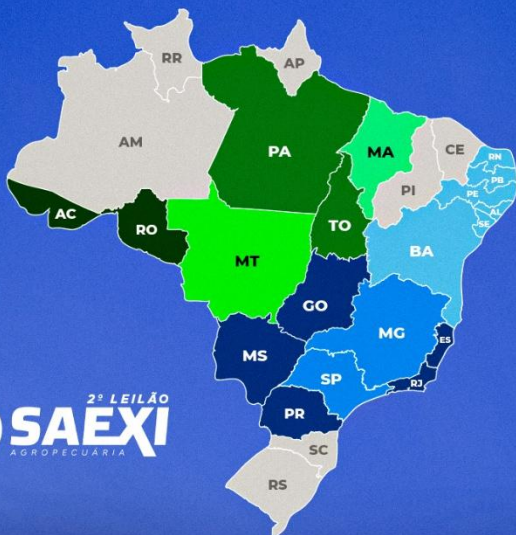 RR
AP
AM
PA
MA
CE
RN
PB
PE
PI
AL
SE
AC
RO
TO
BA
MT
GO
MG
ES
MS
SP
RJ
PR
SC
RS
2º LEILÃO
SAEXI
AGROPECUÁRIA